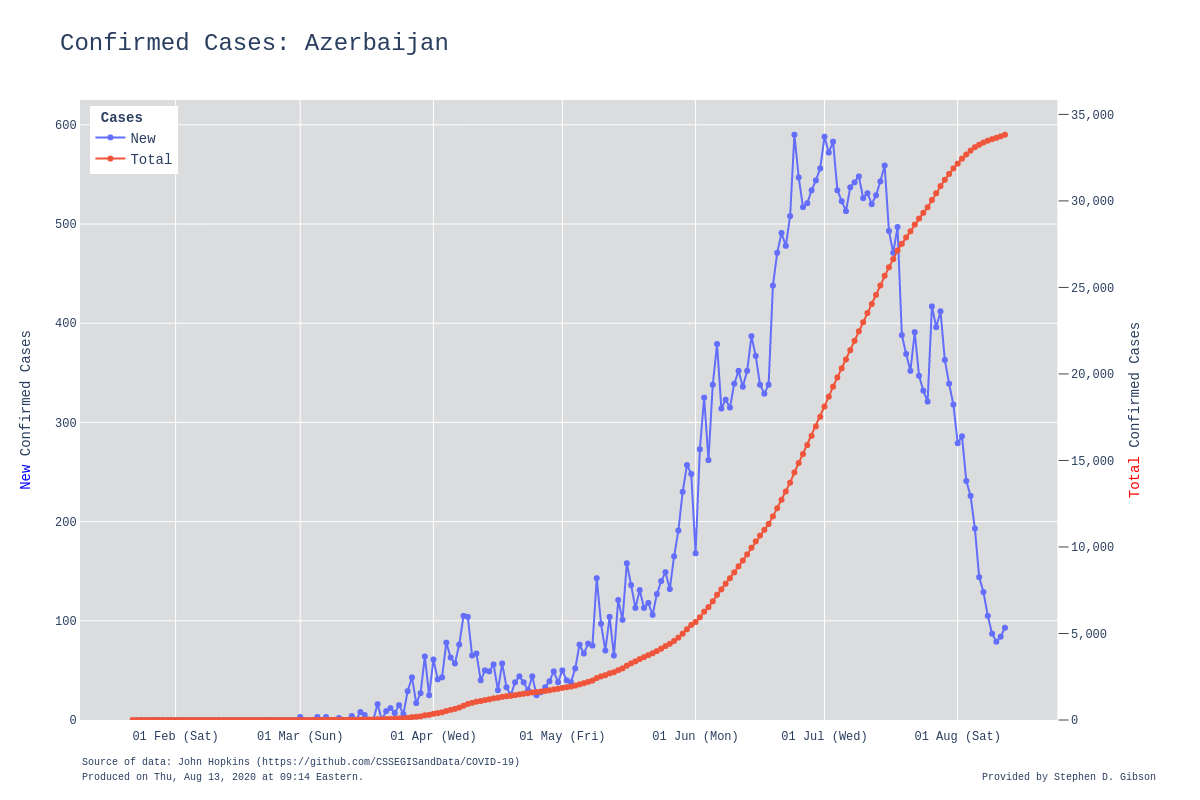 Confirmed Cases: Azerbaijan
Cases
New
Total
600
500
400
300
200
100
0
35,000
30,000
25,000
20,000
15,000
10,000
5,000
0
New Confirmed Cases
Total Confirmed Cases
01 Feb (Sat)
01 Mar (Sun)
01 Apr (Wed)
01 May (Fri)
01 Jun (Mon)
01 Jul (Wed)
01 Aug (Sat)
Source of data: John Hopkins (https://github.com/CSSEGISandData/COVID-19)
Produced on Thu, Aug 13, 2020 at 09:14 Eastern.
Provided by Stephen D. Gibson